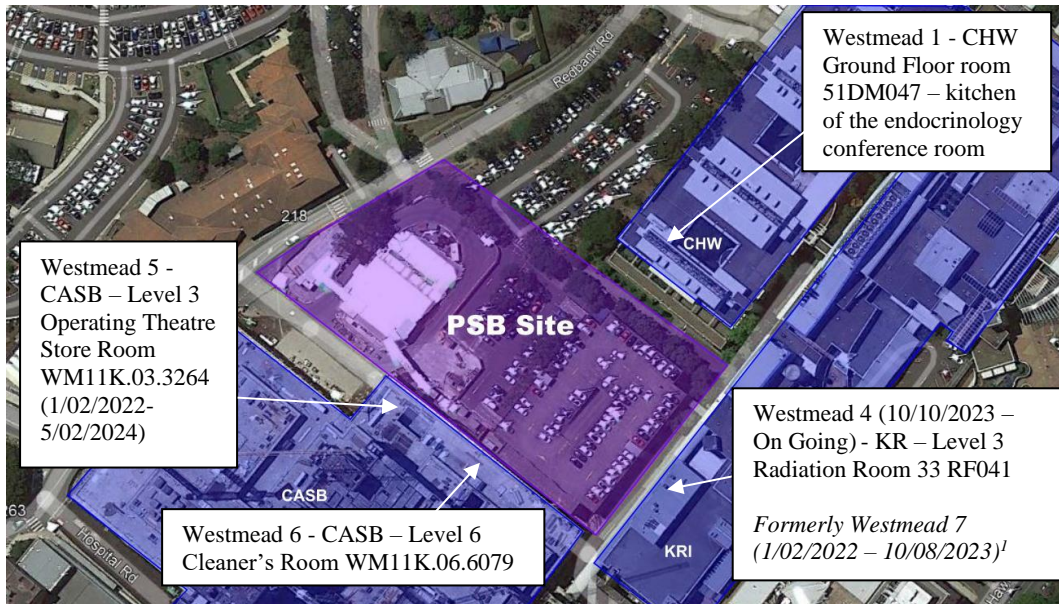 Redbank Rd
Westmead 1 - CHW
Ground Floor room
51DM047 – kitchen
of the endocrinology
conference room
218
CHW
Westmead 5 -
CASB – Level 3
Operating Theatre
Store Room
WM11K.03.3264
(1/02/2022-
5/02/2024)
PSB Site
Westmead 4 (10/10/2023 –
On Going) - KR – Level 3
Radiation Room 33 RF041
Formerly Westmead 7
(1/02/2022 – 10/08/2023)¹
CASB
263
Hospital Rd
Westmead 6 - CASB – Level 6
Cleaner's Room WM11K.06.6079
KRI
Haw